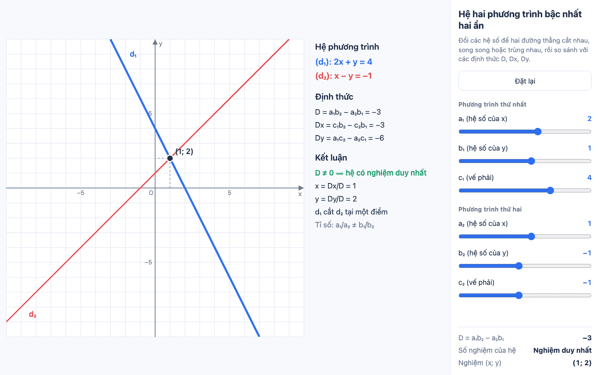 d₁
y
5
(1; 2)
−5
0
5
x
−5
d₂
Hệ phương trình
(d₁): 2x + y = 4
(d₂): x − y = −1
Định thức
D = a₁b₂ − a₂b₁ = −3
Dx = c₁b₂ − c₂b₁ = −3
Dy = a₁c₂ − a₂c₁ = −6
Kết luận
D ≠ 0 — hệ có nghiệm duy nhất
x = Dx/D = 1
y = Dy/D = 2
d₁ cắt d₂ tại một điểm
Tỉ số: a₁/a₂ ≠ b₁/b₂
Hệ hai phương trình bậc nhất
hai ẩn
Đổi các hệ số để hai đường thẳng cắt nhau,
song song hoặc trùng nhau, rồi so sánh với
các định thức D, Dx, Dy.
Đặt lại
Phương trình thứ nhất
a₁ (hệ số của x) 2
b₁ (hệ số của y) 1
c₁ (vế phải) 4
Phương trình thứ hai
a₂ (hệ số của x) 1
b₂ (hệ số của y) −1
c₂ (vế phải) −1
D = a₁b₂ − a₂b₁ −3
Số nghiệm của hệ Nghiệm duy nhất
Nghiệm (x; y) (1; 2)